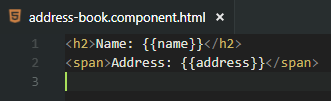 address-book.component.html ×
1 <h2>Name: {{name}}</h2>
2 <span>Address: {{address}}</span>
3